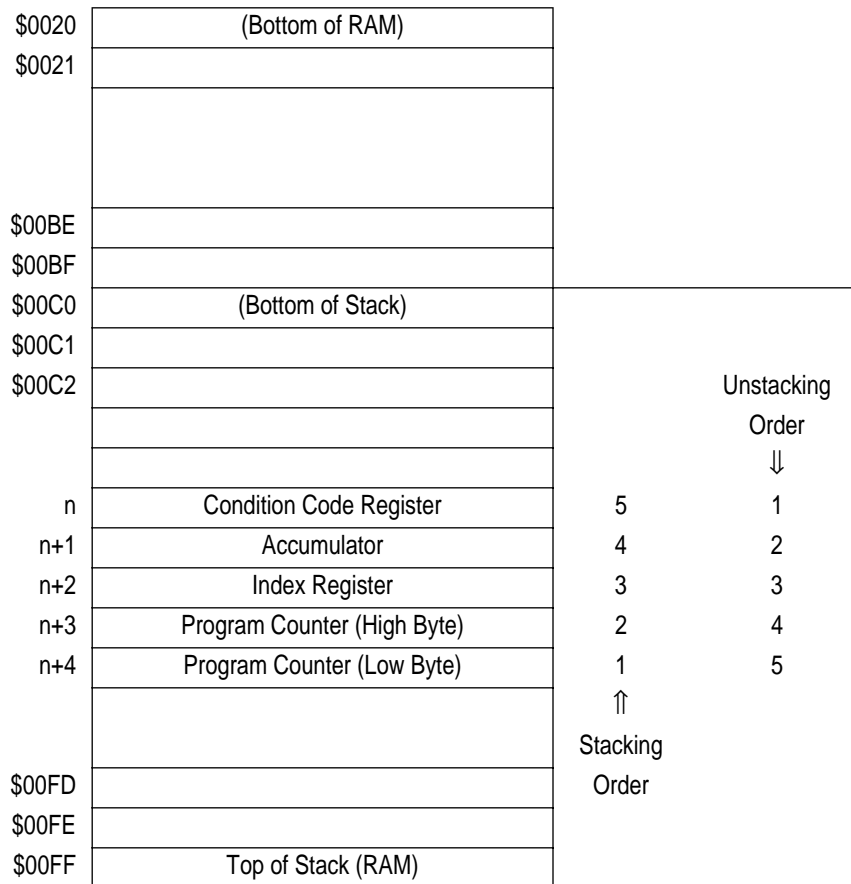 $0020 (Bottom of RAM)
$0021
$00BE
$00BF
$00C0 (Bottom of Stack)
$00C1
$00C2 Unstacking
Order
⇓
n Condition Code Register 5 1
n+1 Accumulator 4 2
n+2 Index Register 3 3
n+3 Program Counter (High Byte) 2 4
n+4 Program Counter (Low Byte) 1 5
⇑
Stacking
$00FD Order
$00FE
$00FF Top of Stack (RAM)